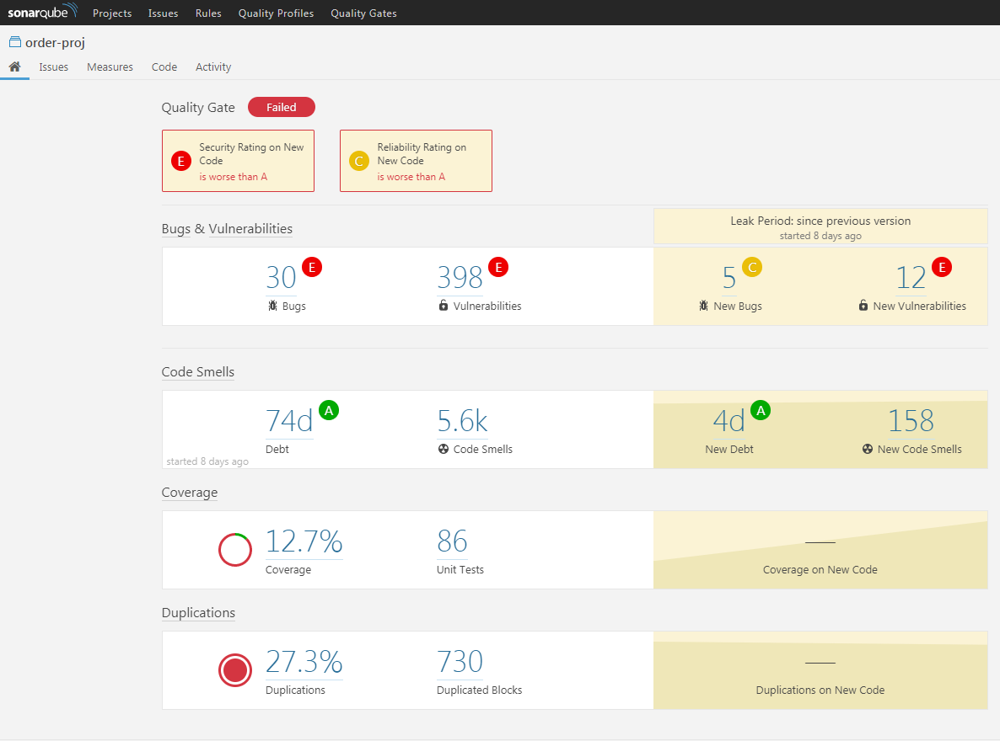 sonarqube Projects Issues Rules Quality Profiles Quality Gates
order-proj
Issues Measures Code Activity
Quality Gate Failed
E Security Rating on New
Code
is worse than A
C Reliability Rating on
New Code
is worse than A
Bugs & Vulnerabilities
Leak Period: since previous version
started 8 days ago
30 E 398 E 5 C 12 E
Bugs Vulnerabilities New Bugs New Vulnerabilities
Code Smells
74d A 5.6k 4d A 158
Debt Code Smells New Debt New Code Smells
started 8 days ago
Coverage
12.7% 86 —
Coverage Unit Tests Coverage on New Code
Duplications
27.3% 730 —
Duplications Duplicated Blocks Duplications on New Code